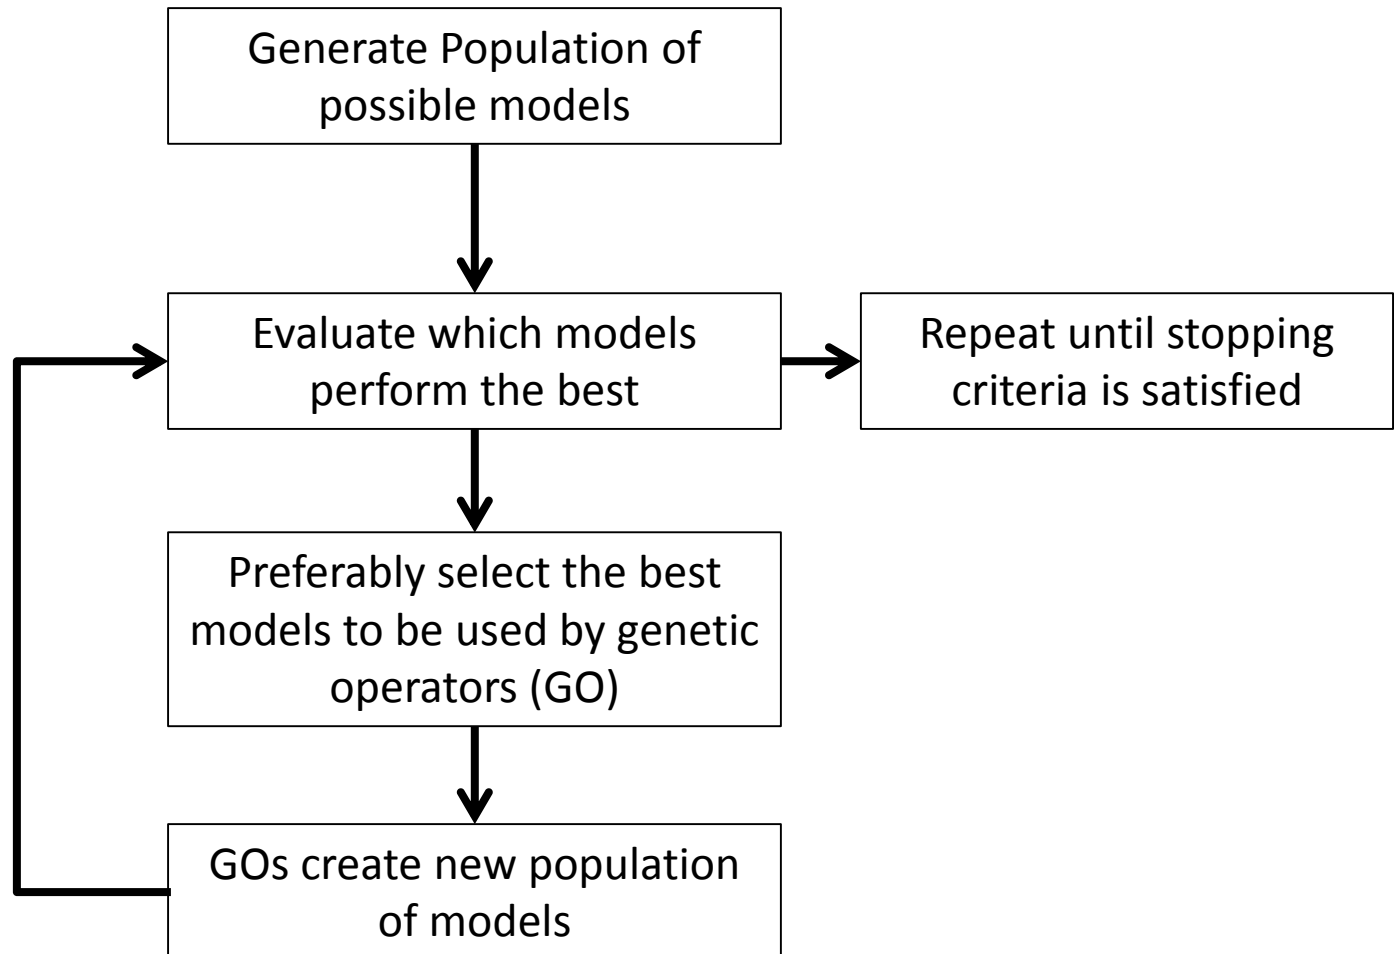 Generate Population of
possible models
Evaluate which models
perform the best
Repeat until stopping
criteria is satisfied
Preferably select the best
models to be used by genetic
operators (GO)
GOs create new population
of models